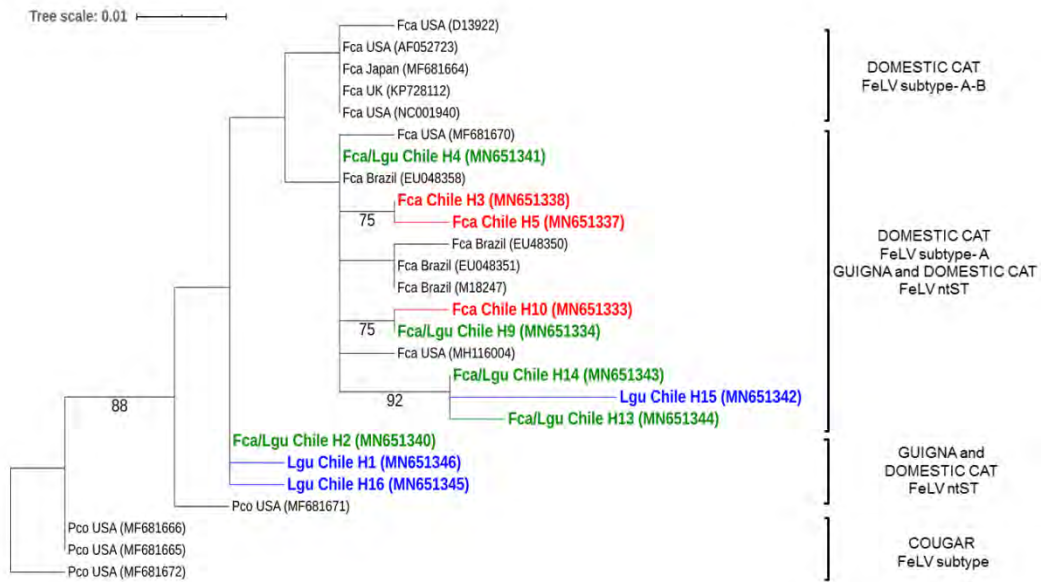 Tree scale: 0.01
Fca USA (D13922)
Fca USA (AF052723)
Fca Japan (MF681664)
Fca UK (KP728112)
Fca USA (NC001940)
DOMESTIC CAT
FeLV subtype- A-B
Fca USA (MF681670)
Fca/Lgu Chile H4 (MN651341)
Fca Brazil (EU048358)
Fca Chile H3 (MN651338)
75
Fca Chile H5 (MN651337)
Fca Brazil (EU48350)
Fca Brazil (EU048351)
Fca Brazil (M18247)
Fca Chile H10 (MN651333)
75
Fca/Lgu Chile H9 (MN651334)
Fca USA (MH116004)
Fca/Lgu Chile H14 (MN651343)
92
Lgu Chile H15 (MN651342)
Fca/Lgu Chile H13 (MN651344)
DOMESTIC CAT
FeLV subtype- A
GUIGNA and DOMESTIC CAT
FeLV ntST
88
Fca/Lgu Chile H2 (MN651340)
Lgu Chile H1 (MN651346)
Lgu Chile H16 (MN651345)
Pco USA (MF681671)
GUIGNA and
DOMESTIC CAT
FeLV ntST
Pco USA (MF681666)
Pco USA (MF681665)
Pco USA (MF681672)
COUGAR
FeLV subtype